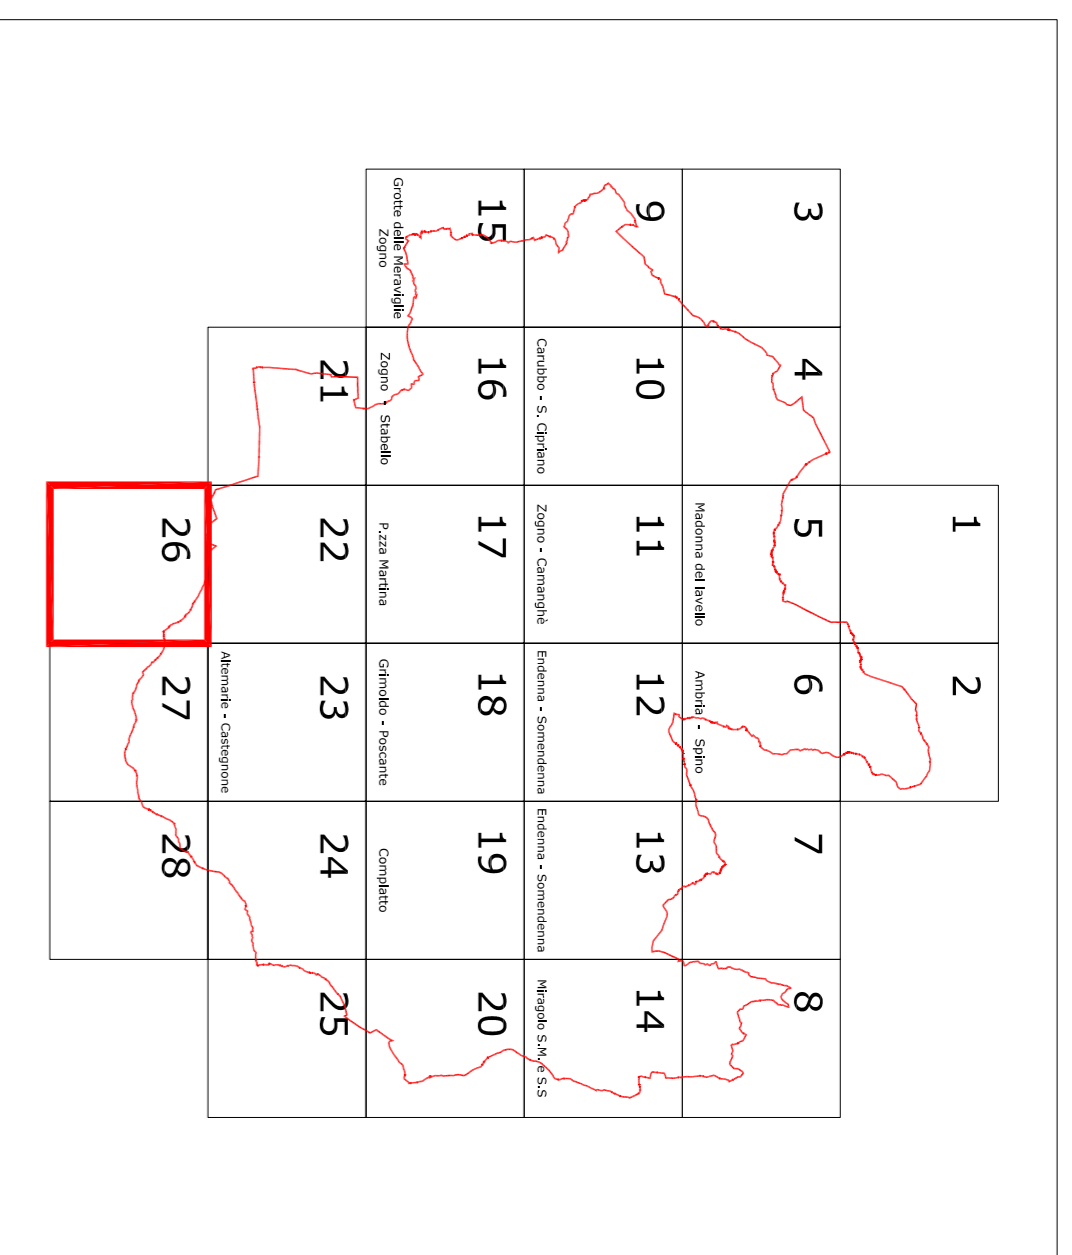 1
2
3
4
5
Madonna del lavello
6
Ambria - Spino
7
8
9
10
Carubbo - S. Cipriano
11
Zogno - Camanghè
12
Endenna - Somendenna
13
Endenna - Somendenna
14
Miragolo S.M. e S.S
15
Grotte delle Meraviglie
Zogno
16
Zogno - Stabello
17
P.zza Martina
18
Grimoldo - Poscante
19
Complatto
20
21
22
23
Altemarie - Castegnone
24
25
26
27
28